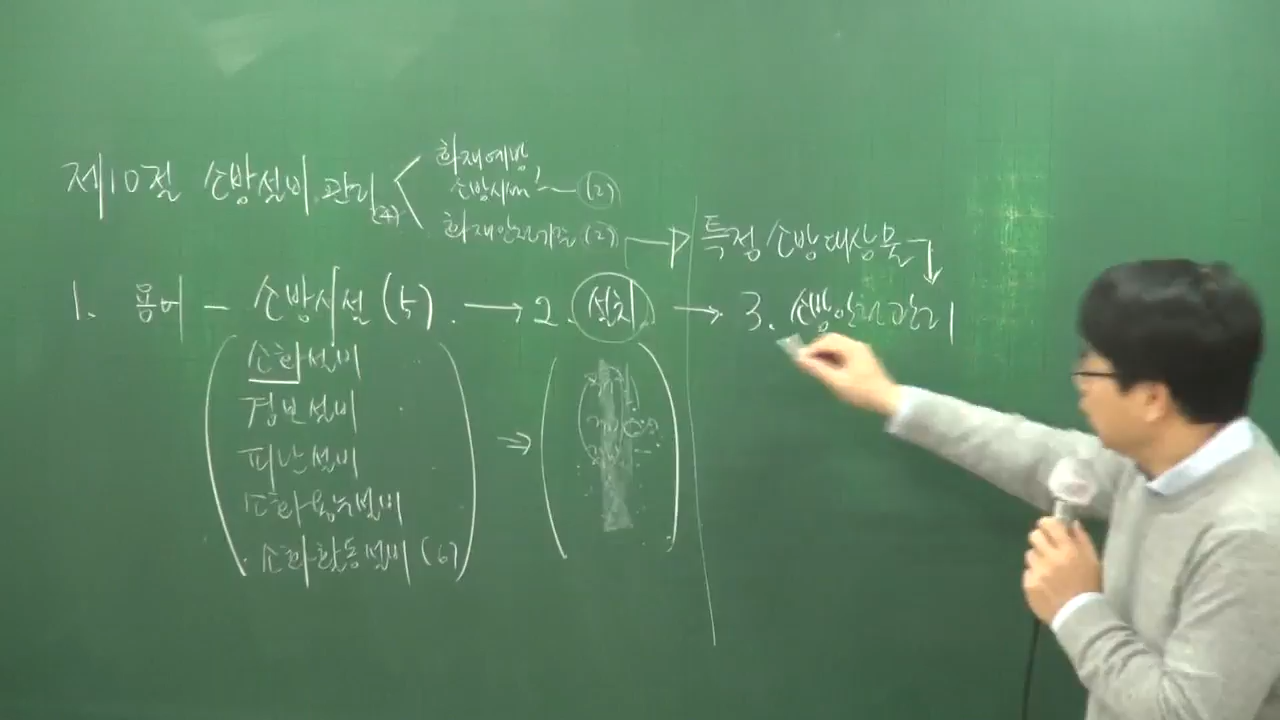 제10절 소방설비 관리 (4)
화재예방,
소방시설 (2)
화재안전기준 (2)
특정소방대상물
1. 용어 - 소방시설 (5). → 2. 설치 → 3. 소방안전관리
소화설비
경보설비
피난설비
소화용수설비
소화활동설비 (6)